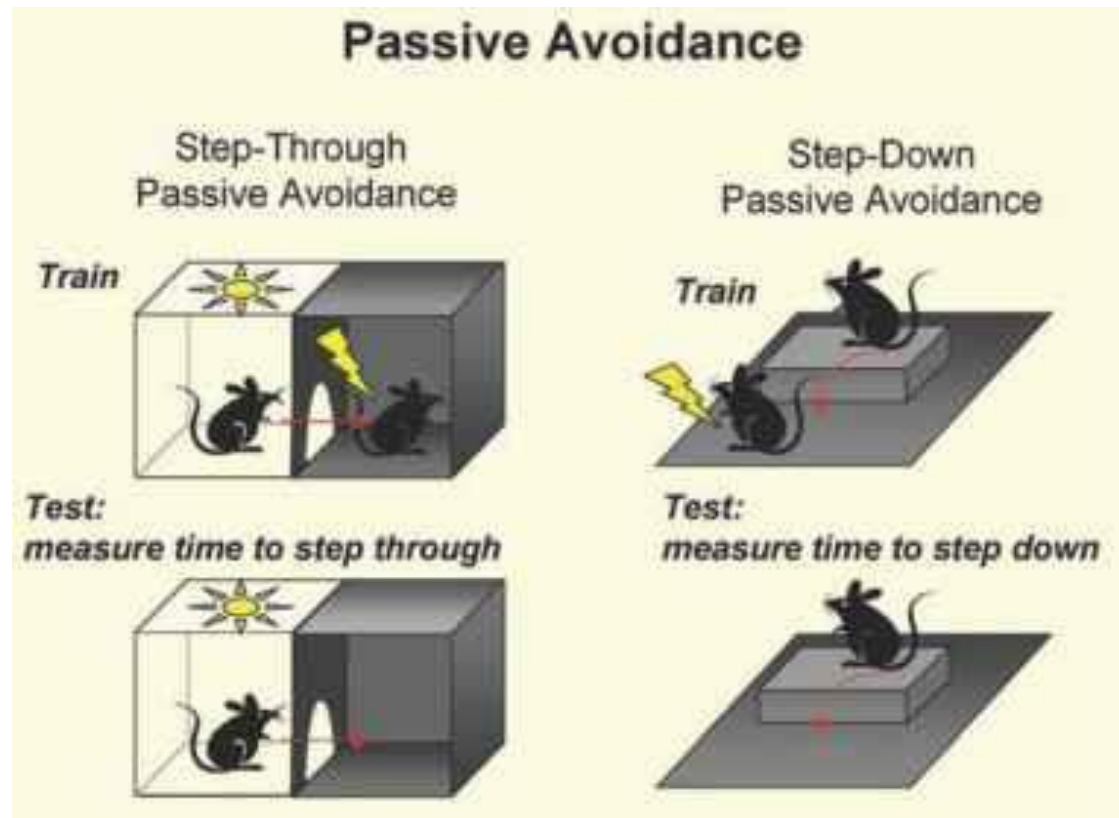 Passive Avoidance
Step-Through
Passive Avoidance
Train
Test:
measure time to step through
Step-Down
Passive Avoidance
Train
Test:
measure time to step down